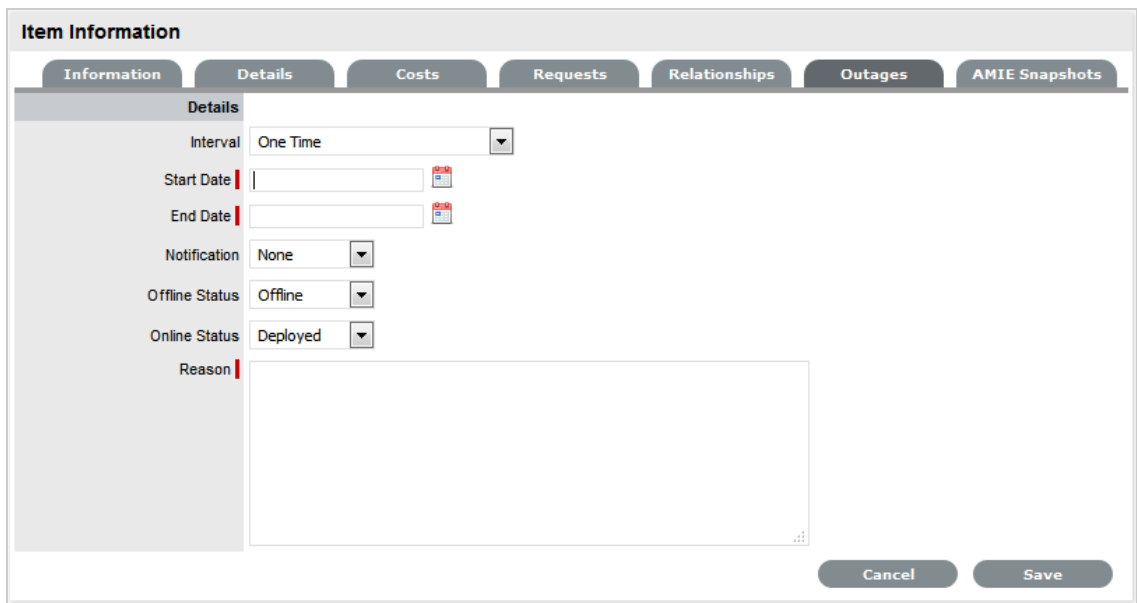 Item Information
Information Details Costs Requests Relationships Outages AMIE Snapshots
Details
Interval One Time
Start Date
End Date
Notification None
Offline Status Offline
Online Status Deployed
Reason
Cancel Save